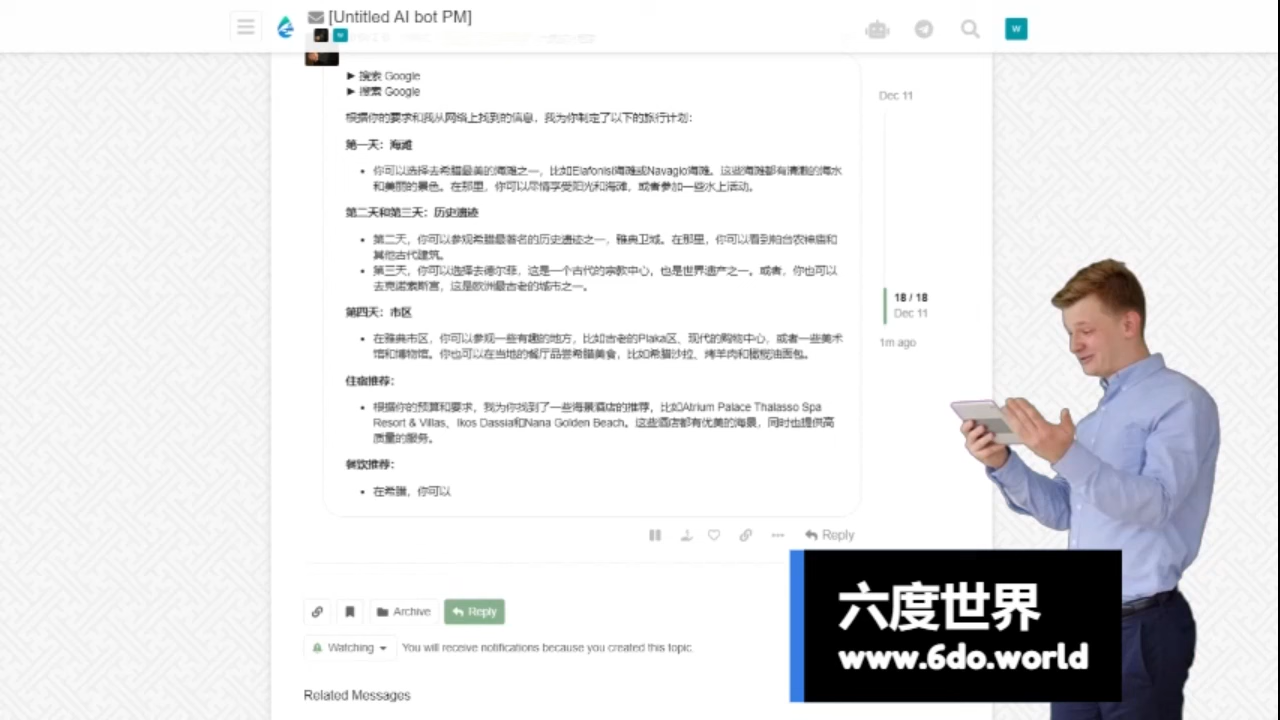 [Untitled AI bot PM]
w
W
▶ 搜索 Google
▶ 搜索 Google
根据你的要求和我从网络上找到的信息，我为你制定了以下的旅行计划：
第一天：海滩
• 你可以选择去希腊最美的海滩之一，比如Elafonisi海滩或Navagio海滩。这些海滩都有清澈的海水
和美丽的景色。在那里，你可以尽情享受阳光和海滩，或者参加一些水上活动。
第二天和第三天：历史遗迹
• 第二天，你可以参观希腊最著名的历史遗迹之一，雅典卫城。在那里，你可以看到帕台农神庙和
其他古代建筑。
• 第三天，你可以选择去德尔菲，这是一个古代的宗教中心，也是世界遗产之一。或者，你也可以
去克诺索斯宫，这是欧洲最古老的城市之一。
第四天：市区
• 在雅典市区，你可以参观一些有趣的地方，比如古老的Plaka区、现代的购物中心，或者一些美术
馆和博物馆。你也可以在当地的餐厅品尝希腊美食，比如希腊沙拉、烤羊肉和橄榄油面包。
住宿推荐：
• 根据你的预算和要求，我为你找到了一些海景酒店的推荐，比如Atrium Palace Thalasso Spa
Resort & Villas、Ikos Dassia和Nana Golden Beach。这些酒店都有优美的海景，同时也提供高
质量的服务。
餐饮推荐：
• 在希腊，你可以
Dec 11
18 / 18
Dec 11
1m ago
Reply
Archive
Reply
Watching
You will receive notifications because you created this topic.
Related Messages
六度世界
www.6do.world